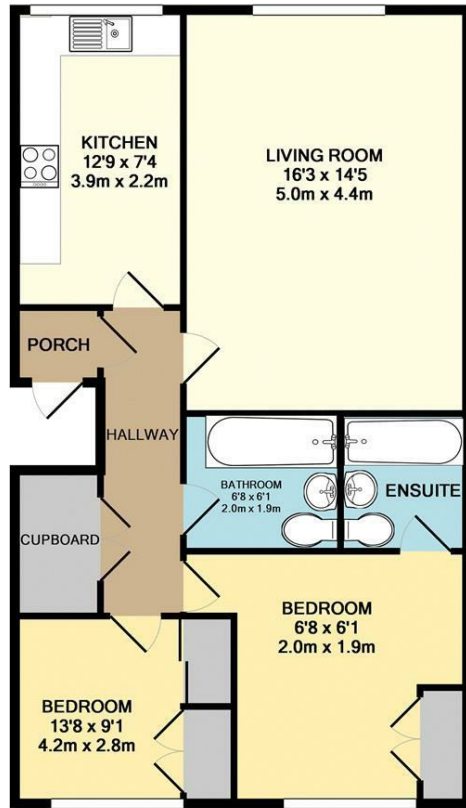 KITCHEN
12'9 x 7'4
3.9m x 2.2m
LIVING ROOM
16'3 x 14'5
5.0m x 4.4m
PORCH
HALLWAY
BATHROOM
6'8 x 6'1
2.0m x 1.9m
ENSUITE
CUPBOARD
BEDROOM
6'8 x 6'1
2.0m x 1.9m
BEDROOM
13'8 x 9'1
4.2m x 2.8m